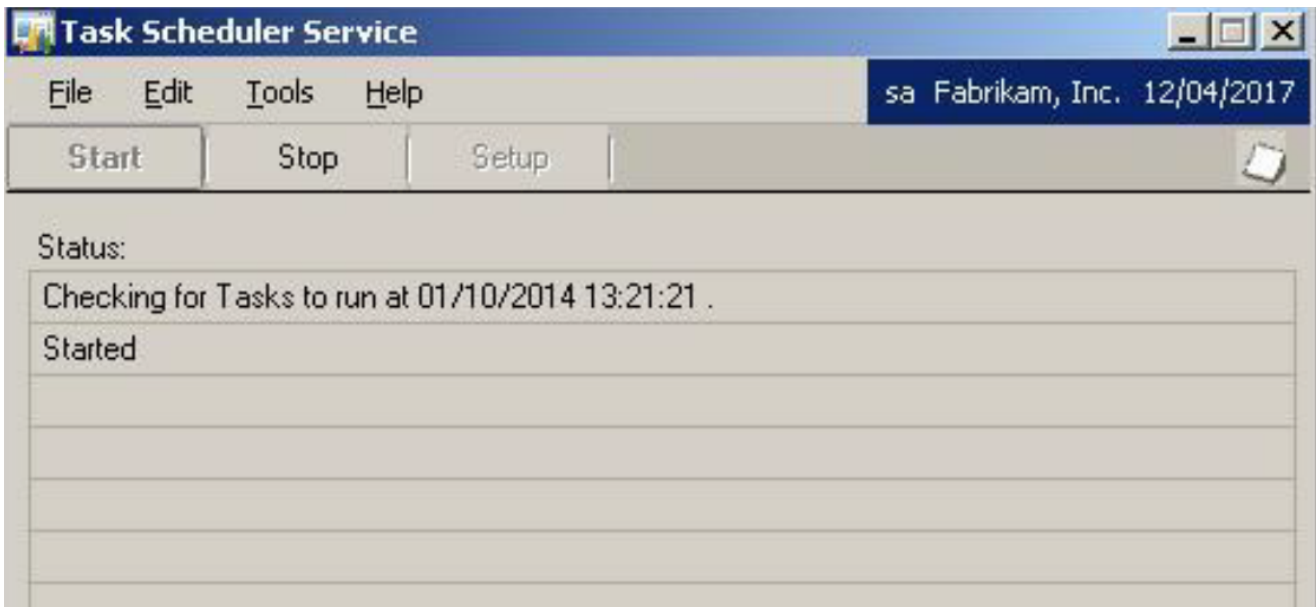 Task Scheduler Service
File Edit Tools Help sa Fabrikam, Inc. 12/04/2017
Start Stop Setup
Status:
Checking for Tasks to run at 01/10/2014 13:21:21 .
Started